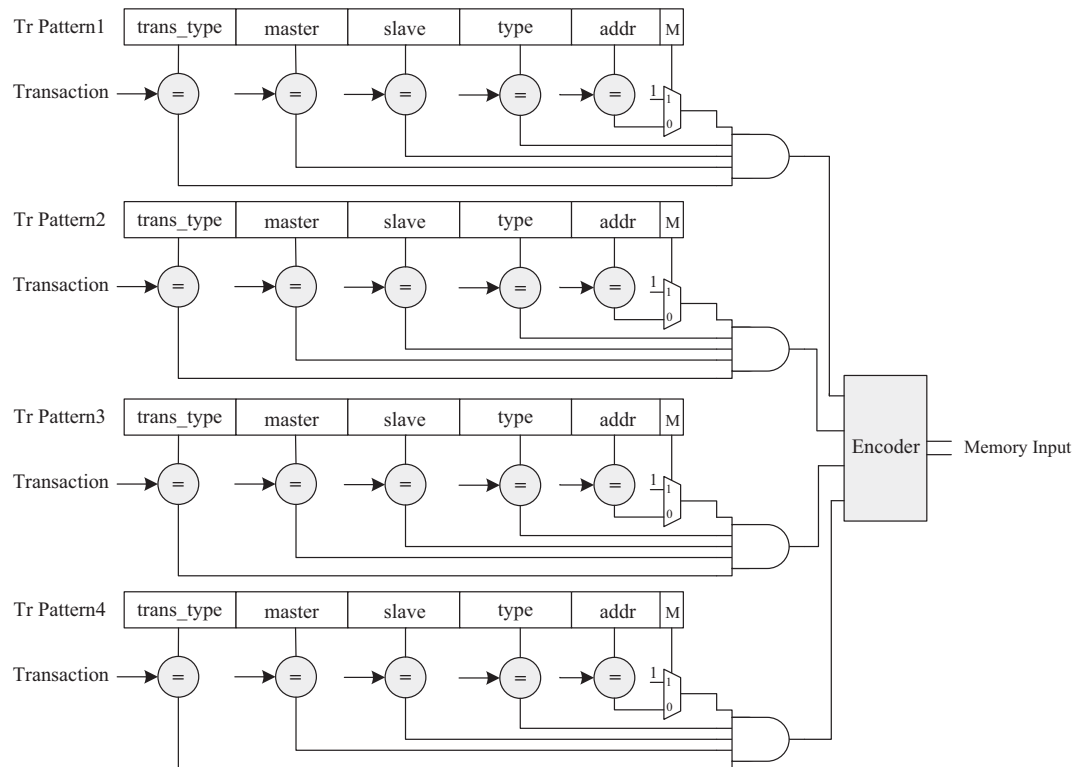 Tr Pattern1 trans_type master slave type addr M
Transaction = = = = = 1 1
0
Tr Pattern2 trans_type master slave type addr M
Transaction = = = = = 1 1
0
Tr Pattern3 trans_type master slave type addr M
Encoder Memory Input
Transaction = = = = = 1 1
0
Tr Pattern4 trans_type master slave type addr M
Transaction = = = = = 1 1
0